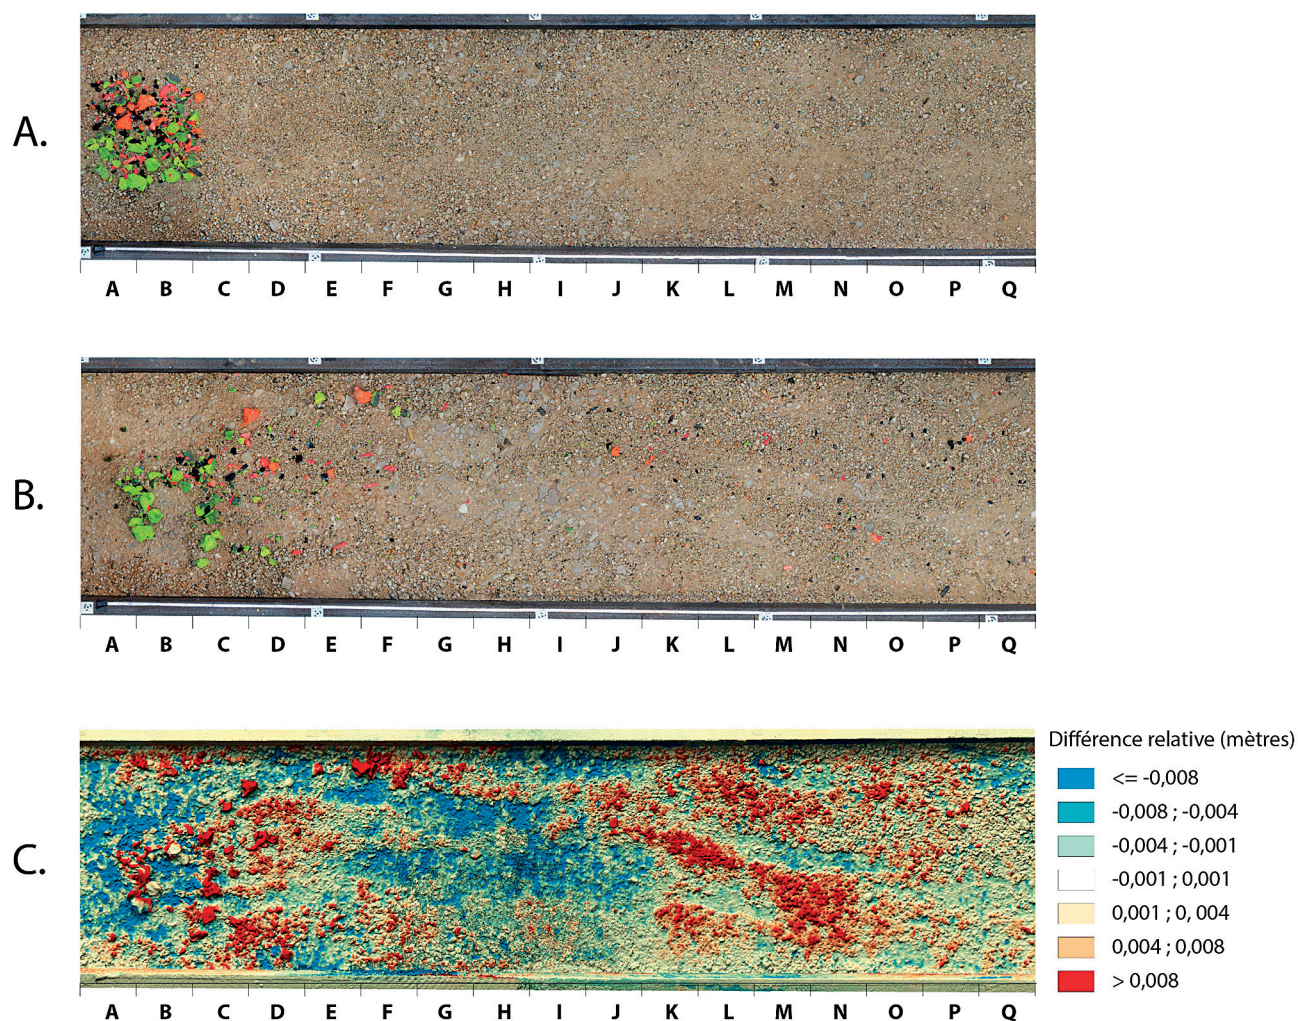 A.
A B C D E F G H I J K L M N O P Q
B.
A B C D E F G H I J K L M N O P Q
C.
Différence relative (mètres)
<= -0,008
-0,008 ; -0,004
-0,004 ; -0,001
-0,001 ; 0,001
0,001 ; 0, 004
0,004 ; 0,008
> 0,008
A B C D E F G H I J K L M N O P Q